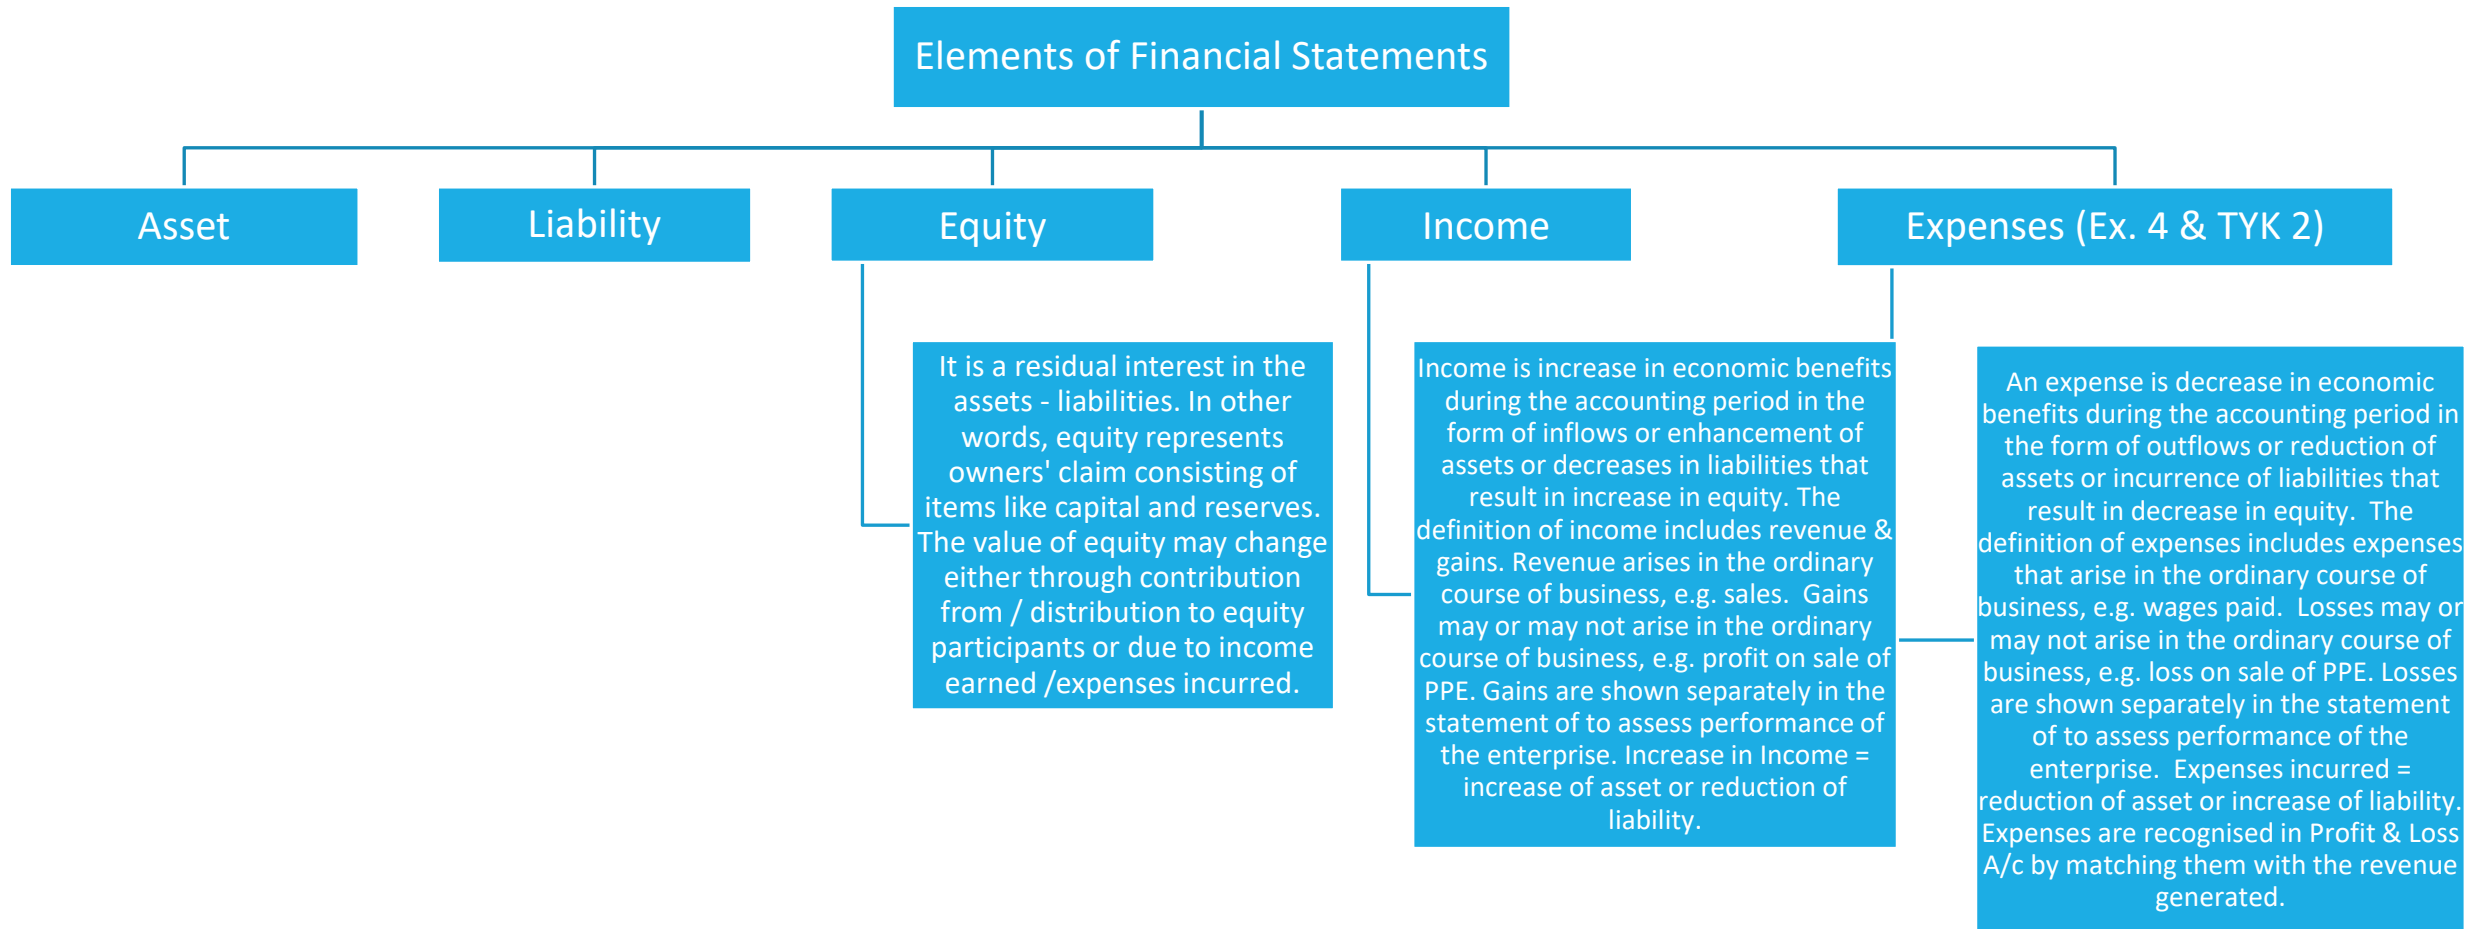 Elements of Financial Statements
Asset
Liability
Equity
Income
Expenses (Ex. 4 & TYK 2)
It is a residual interest in the
assets - liabilities. In other
words, equity represents
owners' claim consisting of
items like capital and reserves.
The value of equity may change
either through contribution
from / distribution to equity
participants or due to income
earned /expenses incurred.
Income is increase in economic benefits
during the accounting period in the
form of inflows or enhancement of
assets or decreases in liabilities that
result in increase in equity. The
definition of income includes revenue &
gains. Revenue arises in the ordinary
course of business, e.g. sales.  Gains
may or may not arise in the ordinary
course of business, e.g. profit on sale of
PPE. Gains are shown separately in the
statement of to assess performance of
the enterprise. Increase in Income =
increase of asset or reduction of
liability.
An expense is decrease in economic
benefits during the accounting period in
the form of outflows or reduction of
assets or incurrence of liabilities that
result in decrease in equity.  The
definition of expenses includes expenses
that arise in the ordinary course of
business, e.g. wages paid.  Losses may or
may not arise in the ordinary course of
business, e.g. loss on sale of PPE. Losses
are shown separately in the statement
of to assess performance of the
enterprise.  Expenses incurred =
reduction of asset or increase of liability.
Expenses are recognised in Profit & Loss
A/c by matching them with the revenue
generated.